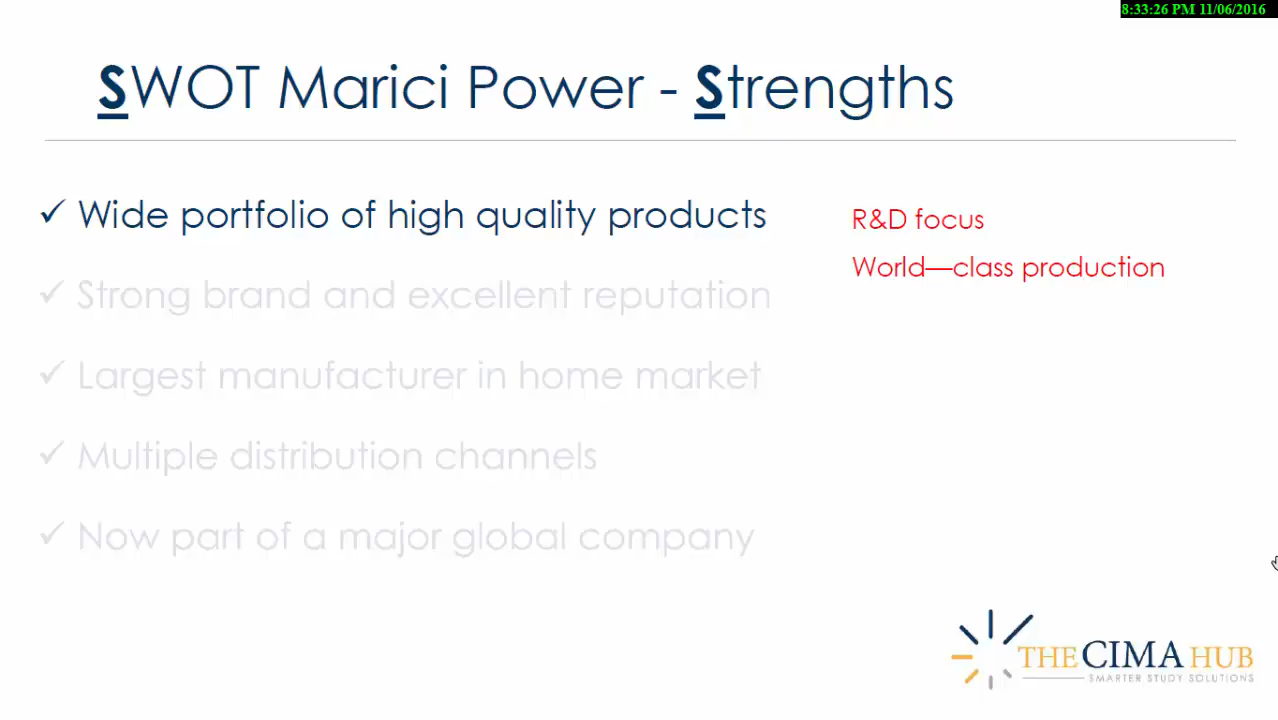 8:33:26 PM 11/06/2016
SWOT Marici Power - Strengths
✓ Wide portfolio of high quality products
R&D focus
World—class production
✓ Strong brand and excellent reputation
✓ Largest manufacturer in home market
✓ Multiple distribution channels
✓ Now part of a major global company
THE CIMA HUB
SMARTER STUDY SOLUTIONS